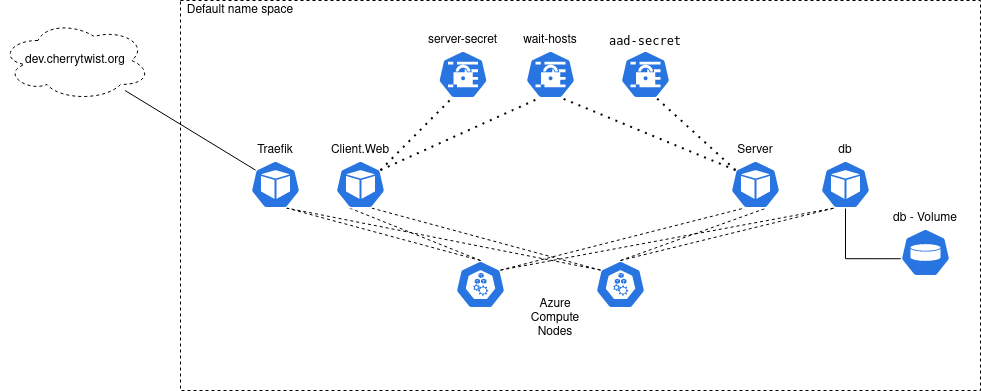 Default name space
dev.cherrytwist.org
server-secret
wait-hosts
aad-secret
Traefik
Client.Web
Server
db
db - Volume
Azure
Compute
Nodes